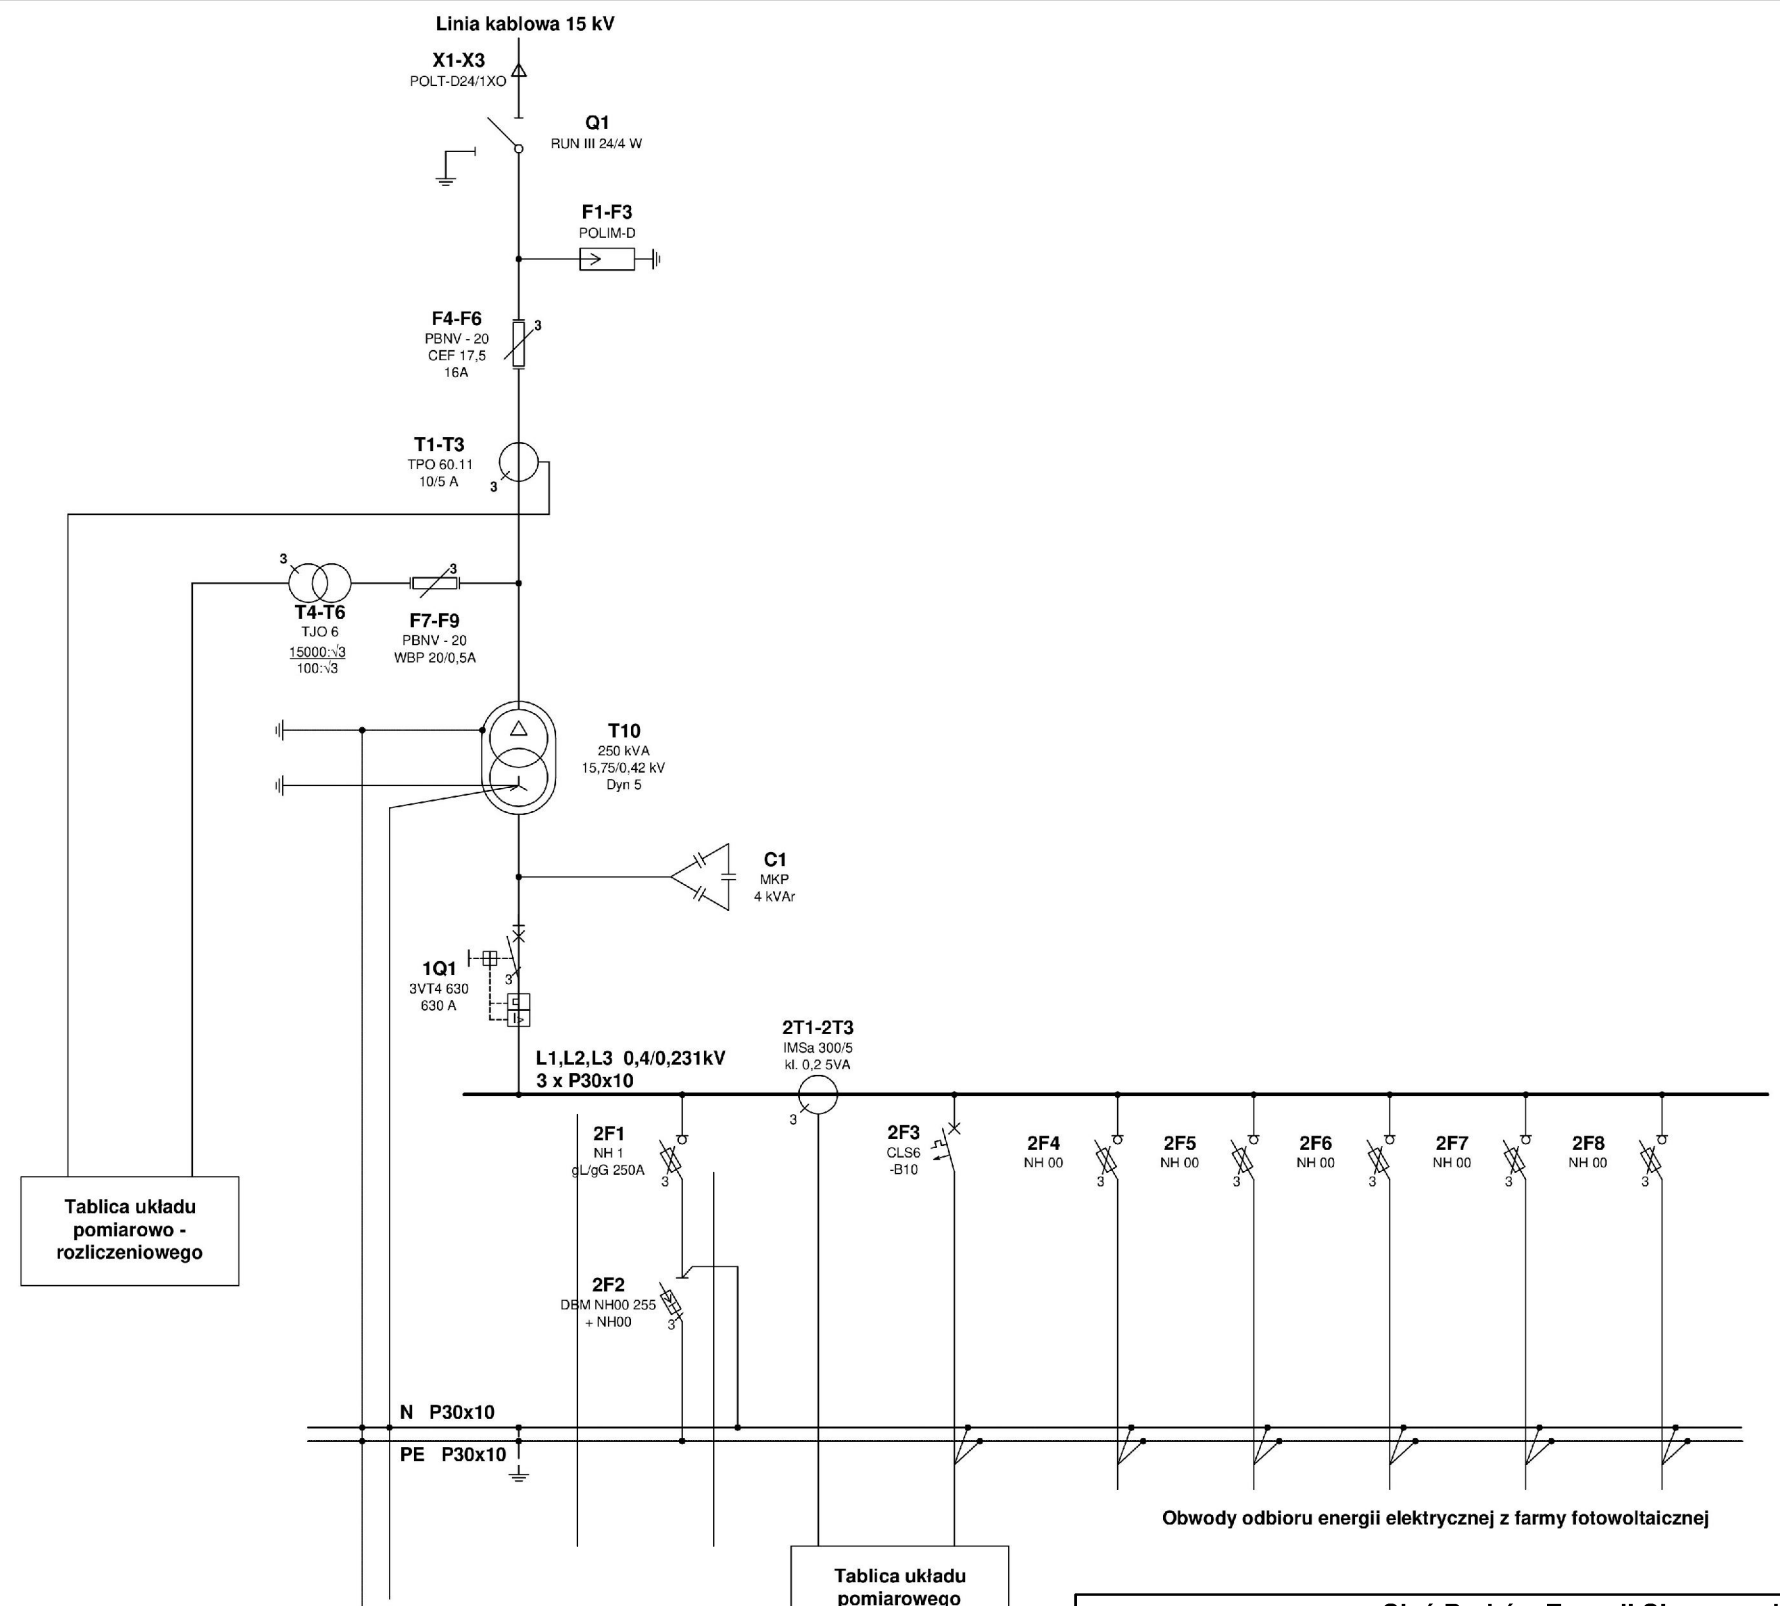 Linia kablowa 15 kV
X1-X3
POLT-D24/1XO
Q1
RUN III 24/4 W
F1-F3
POLIM-D
F4-F6
PBNV - 20
CEF 17,5
16A
3
T1-T3
TPO 60.11
10/5 A
3
3
T4-T6
TJO 6
15000:√3
100:√3
3
F7-F9
PBNV - 20
WBP 20/0,5A
T10
250 kVA
15,75/0,42 kV
Dyn 5
C1
MKP
4 kVAr
1Q1
3VT4 630
630 A
3
L1,L2,L3 0,4/0,231kV
3 x P30x10
2T1-2T3
IMSa 300/5
kl. 0,2 5VA
3
2F1
NH 1
gL/gG 250A
3
2F2
DBM NH00 255
+ NH00
3
2F3
CLS6
-B10
2F4
NH 00
3
2F5
NH 00
3
2F6
NH 00
3
2F7
NH 00
3
2F8
NH 00
3
Tablica układu
pomiarowo -
rozliczeniowego
N P30x10
PE P30x10
Obwody odbioru energii elektrycznej z farmy fotowoltaicznej
Tablica układu
pomiarowego